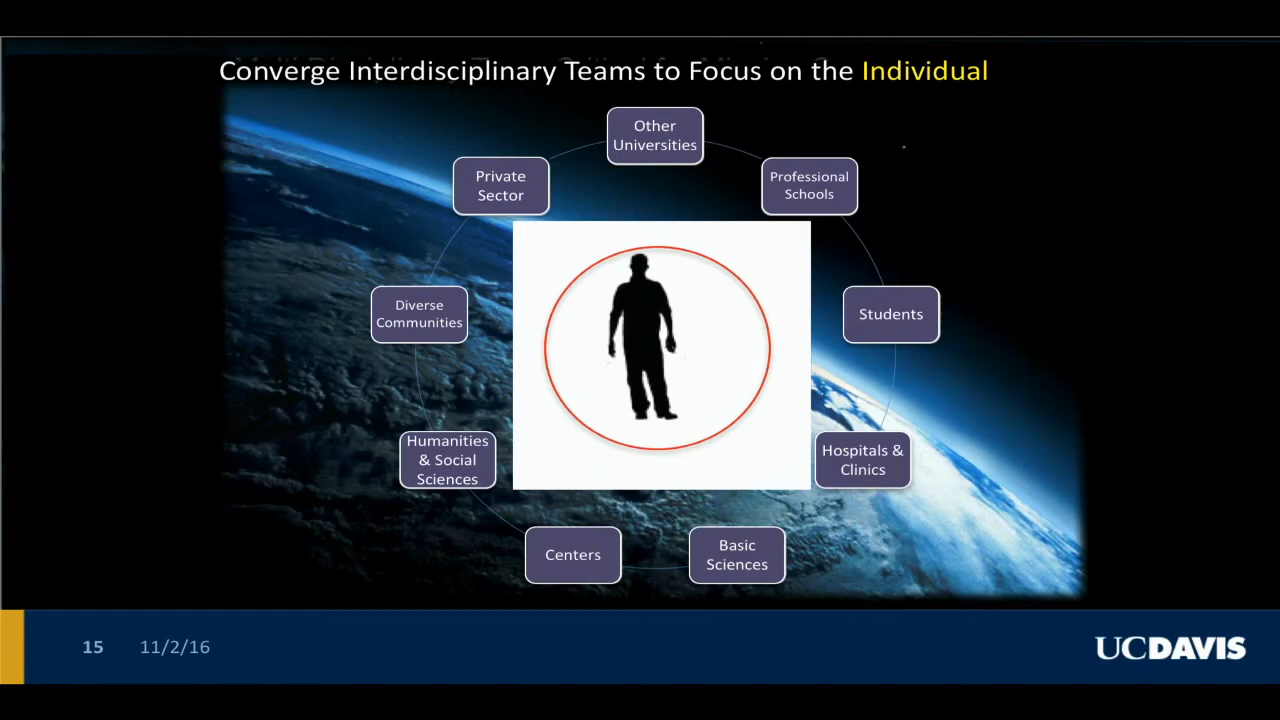 Converge Interdisciplinary Teams to Focus on the Individual
Other
Universities
Private
Sector
Professional
Schools
Diverse
Communities
Students
Humanities
& Social
Sciences
Hospitals &
Clinics
Centers
Basic
Sciences
15 11/2/16
UCDAVIS